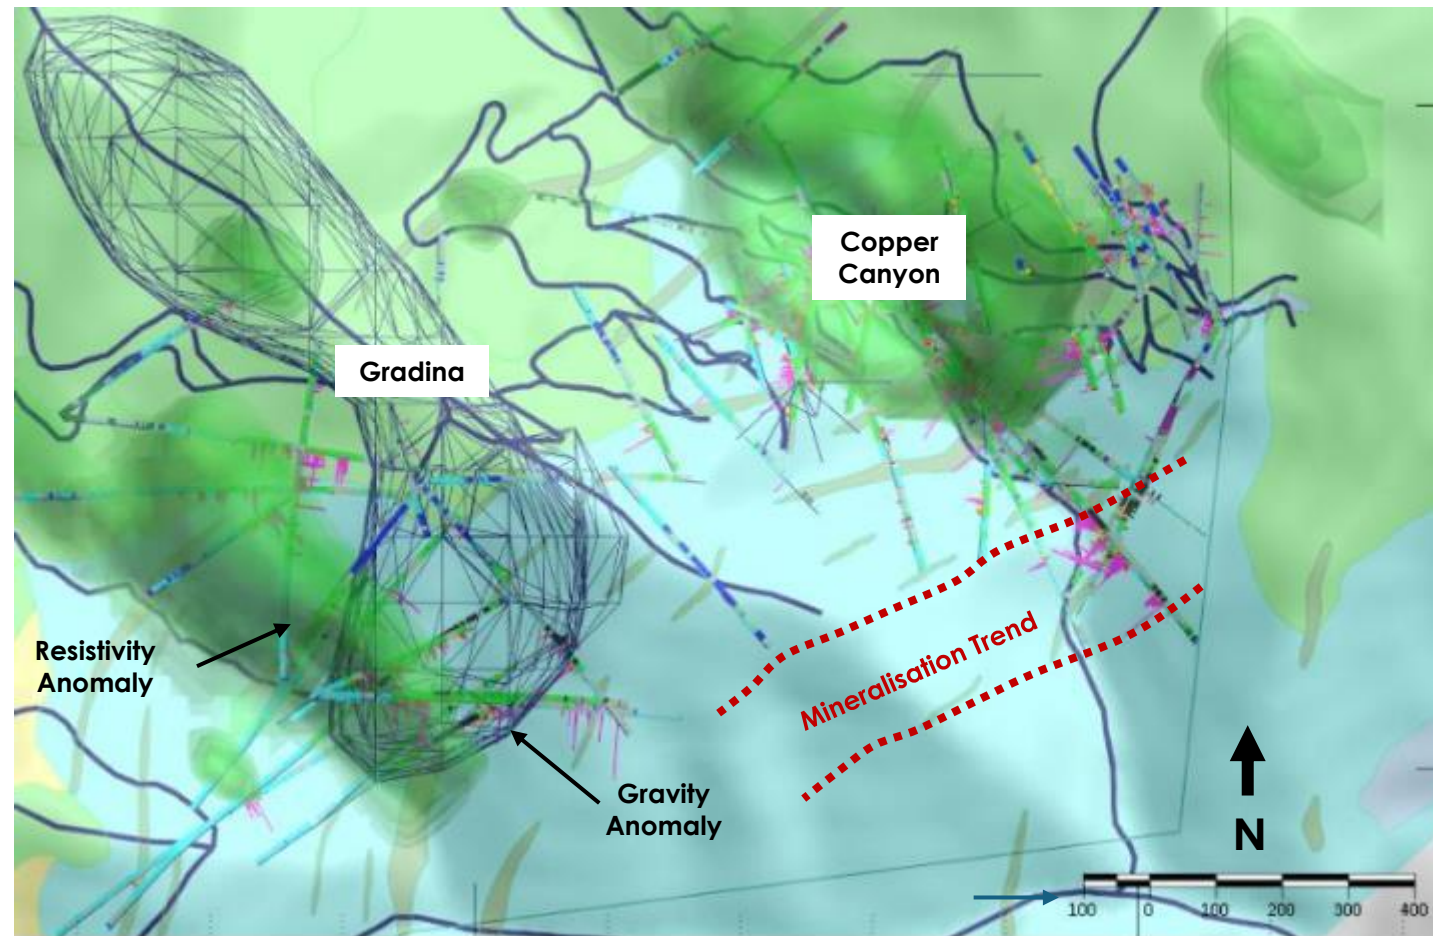 Copper
Canyon
Gradina
Resistivity
Anomaly
Mineralisation Trend
Gravity
Anomaly
N
100 0 100 200 300 400